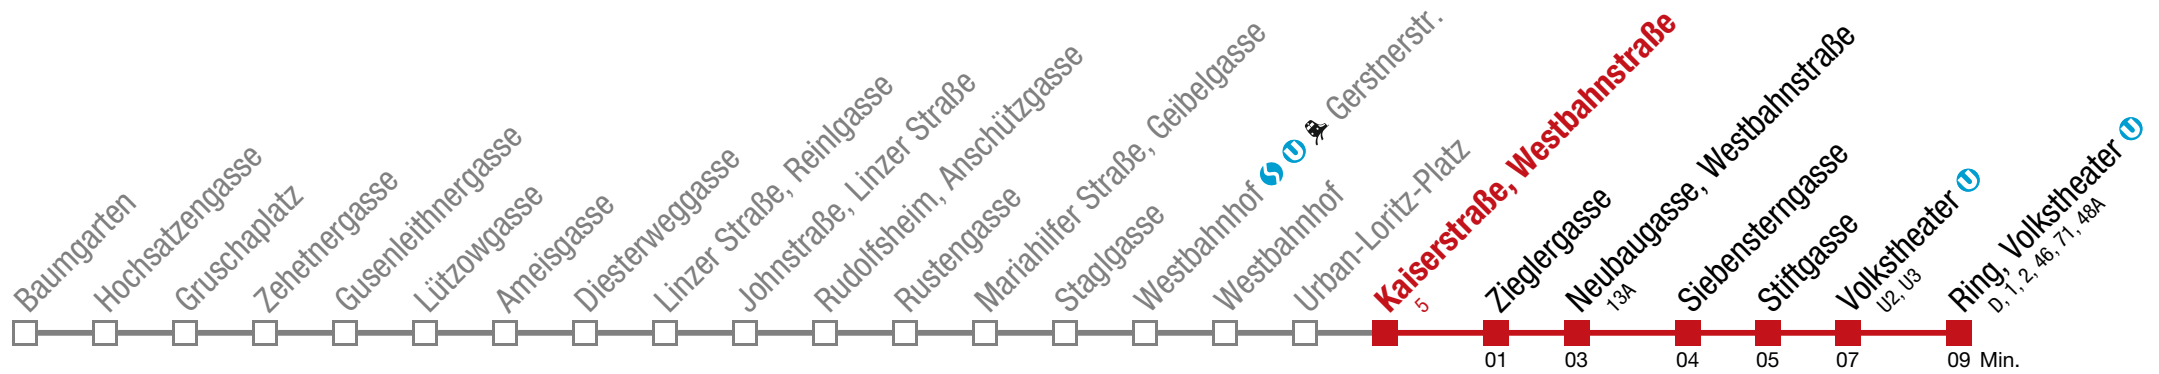 Baumgarten
Hochsatzengasse
Gruschaplatz
Zehetnergasse
Gusenleithnergasse
Lützowgasse
Ameisgasse
Diesterweggasse
Linzer Straße, Reinlgasse
Johnstraße, Linzer Straße
Rudolfsheim, Anschützgasse
Rustengasse
Mariahilfer Straße, Geibelgasse
Staglgasse
Westbahnhof S U Gerstnerstr.
Westbahnhof
Urban-Loritz-Platz
Kaiserstraße, Westbahnstraße
5
Zieglergasse
Neubaugasse, Westbahnstraße
13A
Siebensterngasse
Stiftgasse
Volkstheater U
U2, U3
Ring, Volkstheater U
D, 1, 2, 46, 71, 48A
01 03 04 05 07 09 Min.